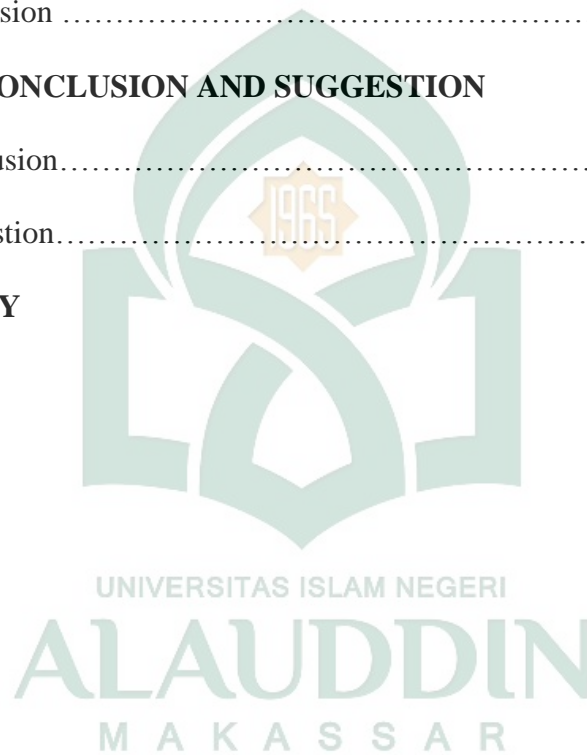 sion ……………………………………………
ONCLUSION AND SUGGESTION
usion……………………………………………
stion……………………………………………
Y
1965
UNIVERSITAS ISLAM NEGERI
ALAUDDIN
MAKASSAR